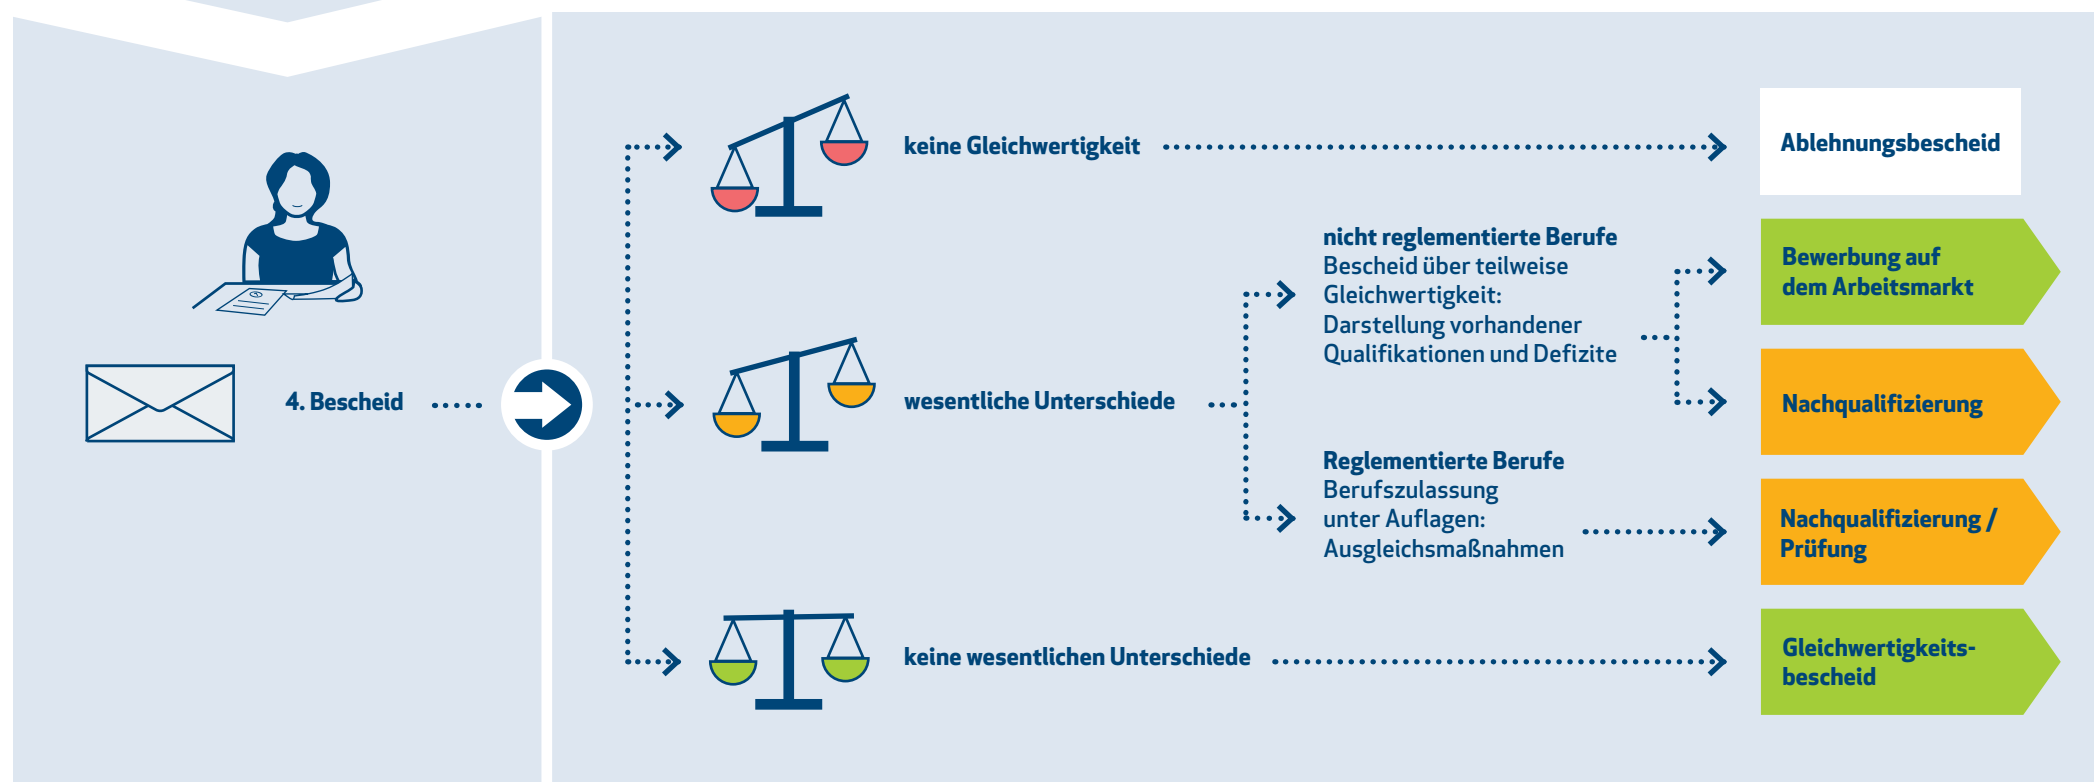 4. Bescheid
keine Gleichwertigkeit
Ablehnungsbescheid
wesentliche Unterschiede
nicht reglementierte Berufe
Bescheid über teilweise
Gleichwertigkeit:
Darstellung vorhandener
Qualifikationen und Defizite
Bewerbung auf
dem Arbeitsmarkt
Nachqualifizierung
Reglementierte Berufe
Berufszulassung
unter Auflagen:
Ausgleichsmaßnahmen
Nachqualifizierung /
Prüfung
keine wesentlichen Unterschiede
Gleichwertigkeits-
bescheid